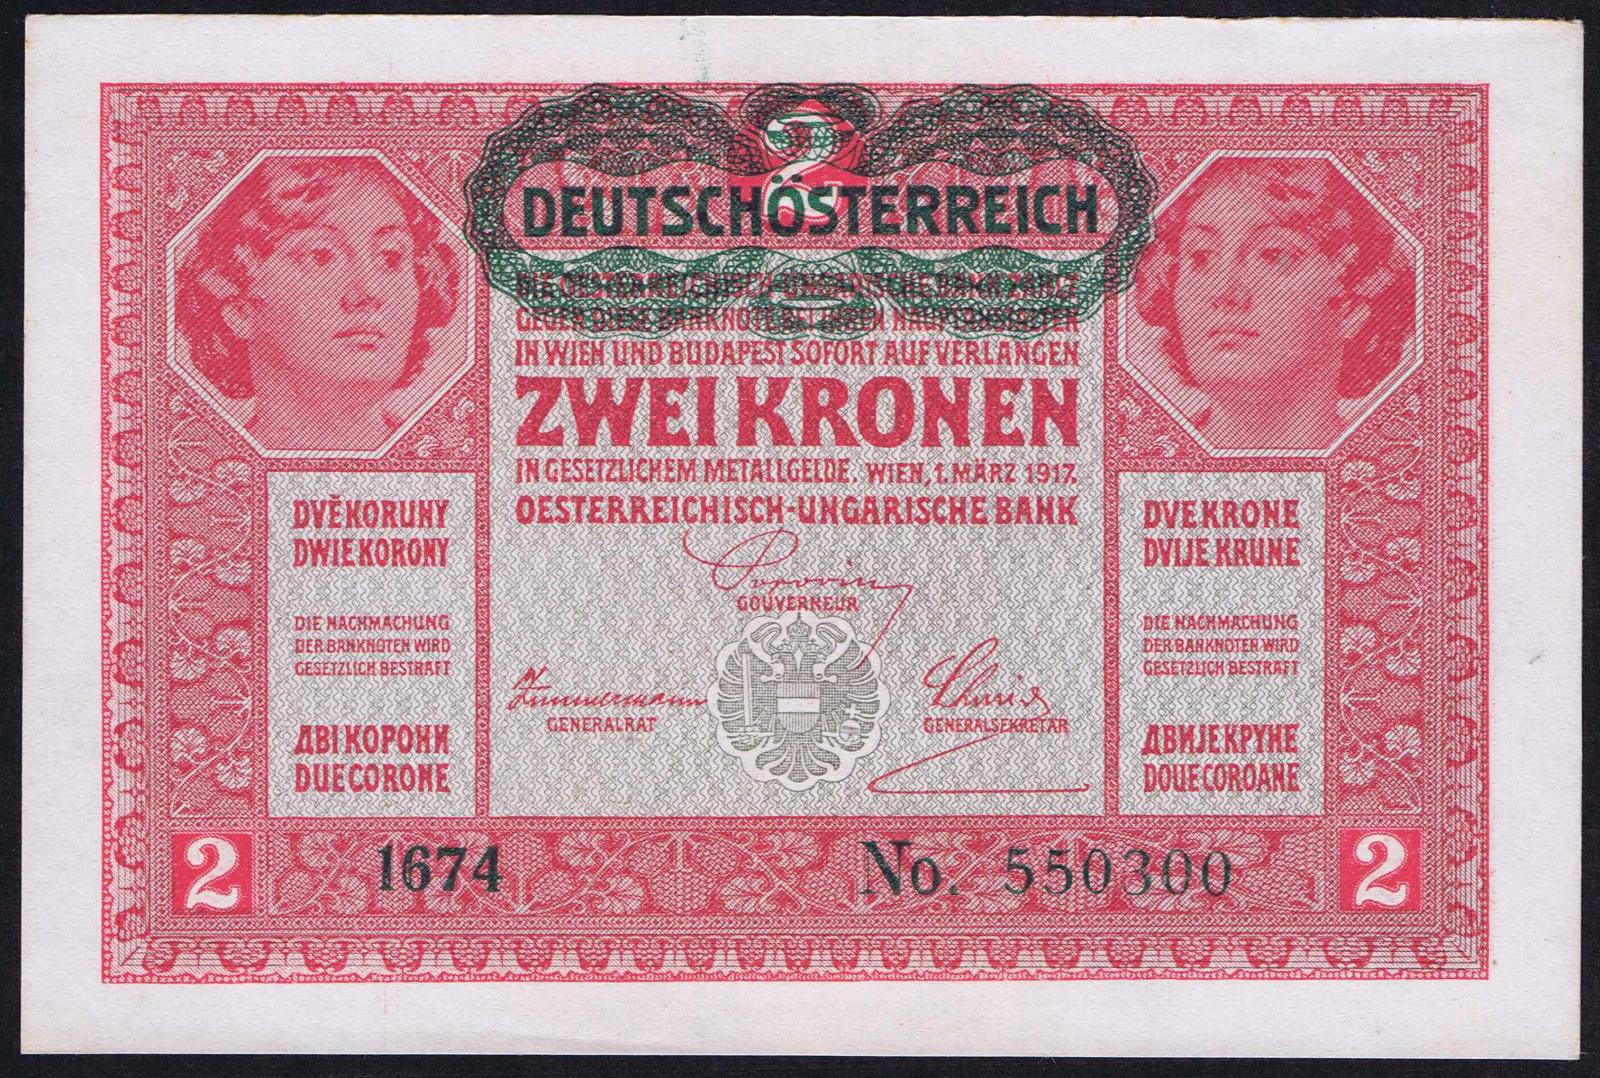 2
DEUTSCHÖSTERREICH
DIE OESTERREICHISCH-UNGARISCHE BANK ZAHLT
GEGEN DIESE BANKNOTE BEI IHREN HAUPTANSTALTEN
IN WIEN UND BUDAPEST SOFORT AUF VERLANGEN
ZWEI KRONEN
IN GESETZLICHEM METALLGELDE. WIEN, 1. MÄRZ 1917.
OESTERREICHISCH-UNGARISCHE BANK
GOUVERNEUR
Zimmermann
GENERALRAT
GENERALSEKRETÄR
DVĚ KORUNY
DWIE KORONY
DIE NACHMACHUNG
DER BANKNOTEN WIRD
GESETZLICH BESTRAFT
ДВІ КОРОНИ
DUE CORONE
DVE KRONE
DVIJE KRUNE
DIE NACHMACHUNG
DER BANKNOTEN WIRD
GESETZLICH BESTRAFT
ДВИЈЕ КРУНЕ
DOUE COROANE
2
1674
No. 550300
2